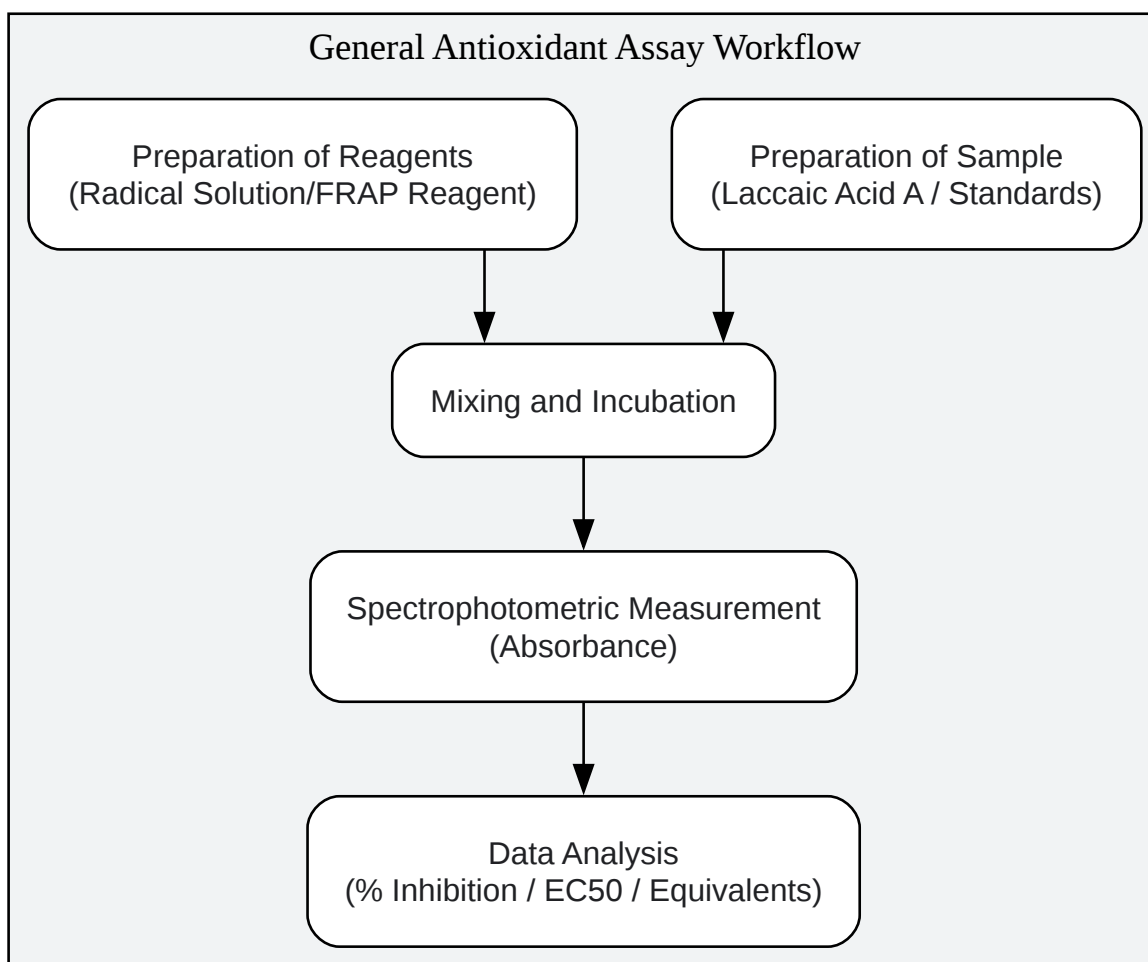 General Antioxidant Assay Workflow
Preparation of Reagents
(Radical Solution/FRAP Reagent)
Preparation of Sample
(Laccaic Acid A / Standards)
Mixing and Incubation
Spectrophotometric Measurement
(Absorbance)
Data Analysis
(% Inhibition / EC50 / Equivalents)